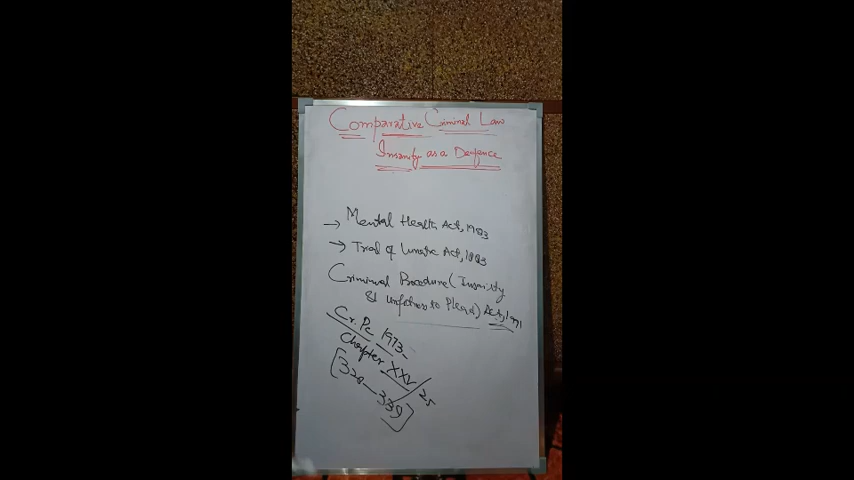 Comparative Criminal Law
Insanity as a Defence
→ Mental Health Act, 1983
→ Trial of Lunatic Act, 1883
Criminal Procedure (Insanity
& Unfitness to Plead) Act, 1991
Cr. Pc 1973
Chapter XXV/25
[328-339]